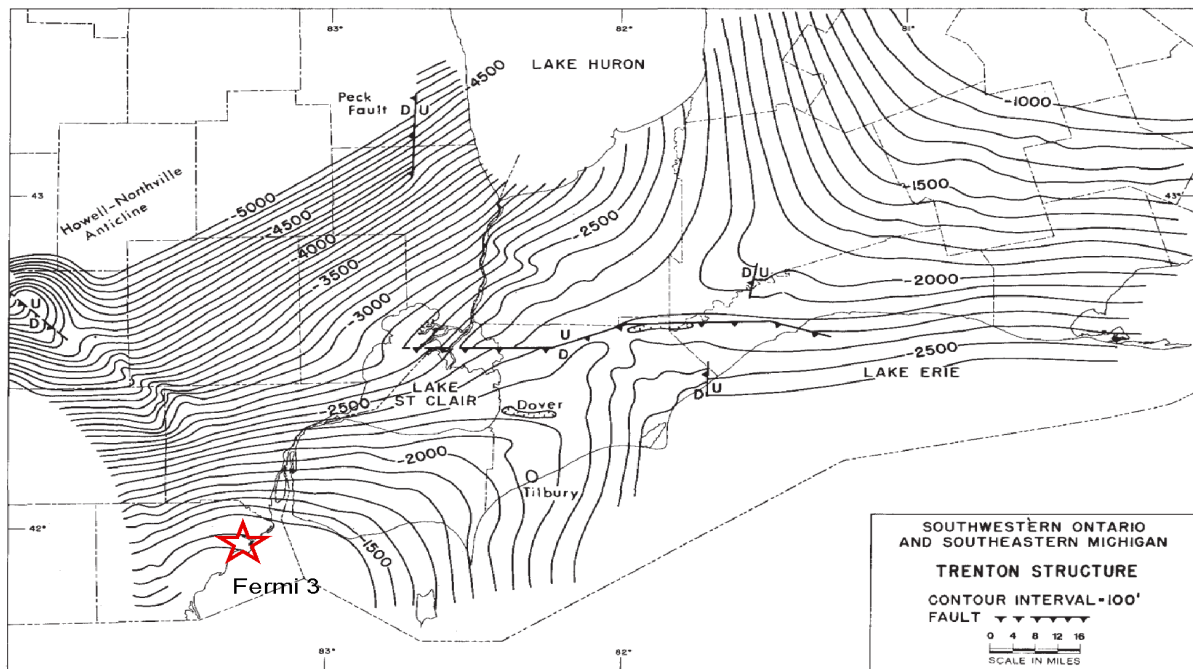 83°
82°
81°
LAKE HURON
-4500
Peck
Fault
D U
-1000
43
43°
Howell-Northville
Anticline
-5000
-4500
-4000
-3500
-3000
-2500
-1500
D U
-2000
U
D
U
D
-2500
LAKE ERIE
D U
LAKE
ST CLAIR
-2500
Dover
-2000
Tilbury
42°
-1500
Fermi 3
83°
82°
SOUTHWESTERN ONTARIO
AND SOUTHEASTERN MICHIGAN
TRENTON STRUCTURE
CONTOUR INTERVAL-100'
FAULT
0 4 8 12 16
SCALE IN MILES